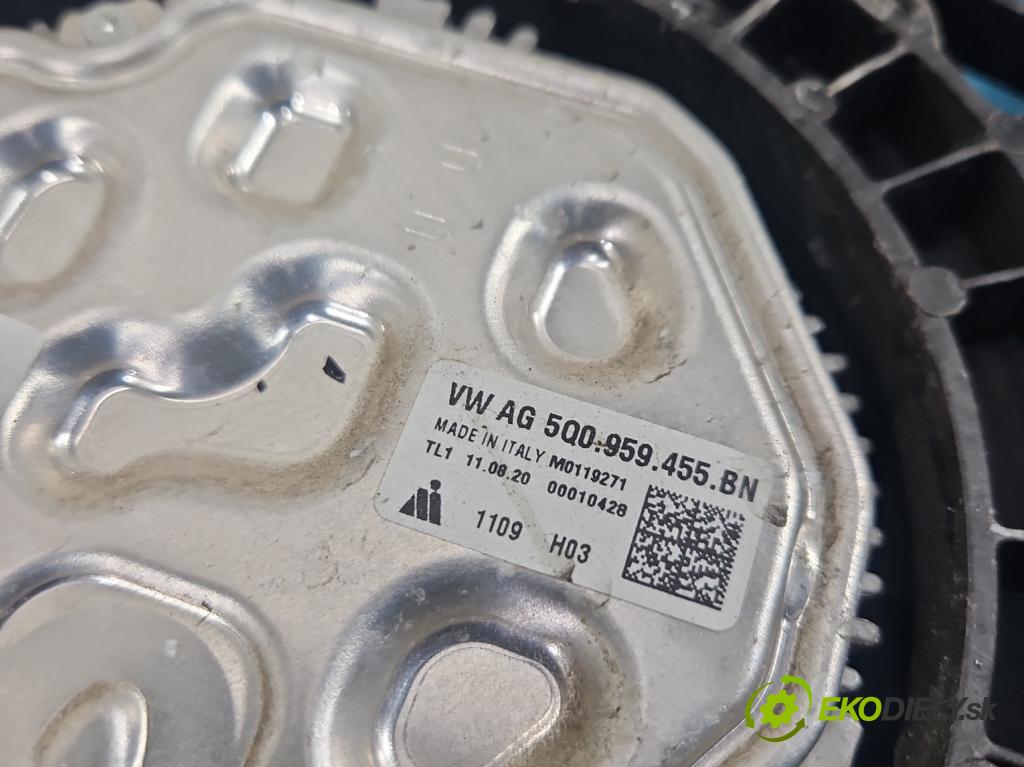 VW AG 5Q0.959.455.BN
MADE IN ITALY M0119271
TL1 11.06.20 00010428
1109 H03
EKODIELY.sk